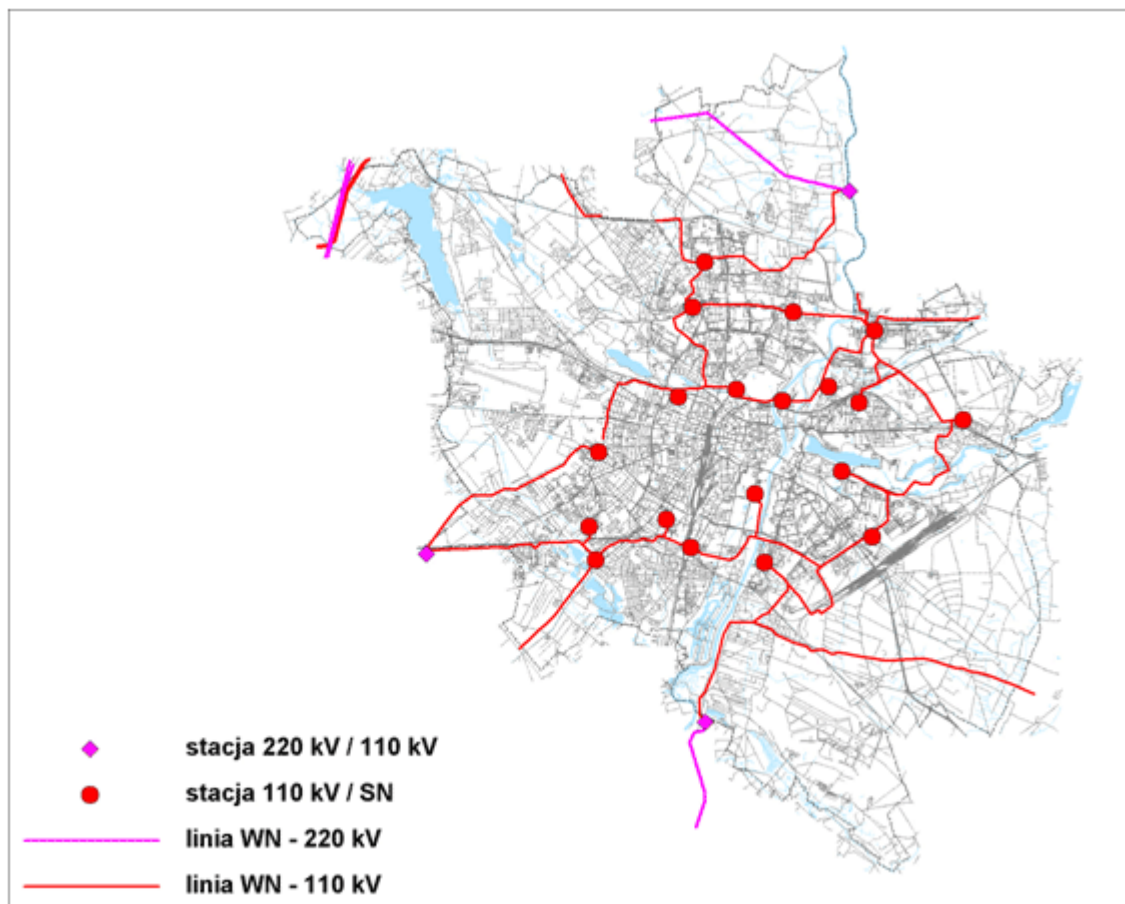 stacja 220 kV / 110 kV
stacja 110 kV / SN
linia WN - 220 kV
linia WN - 110 kV